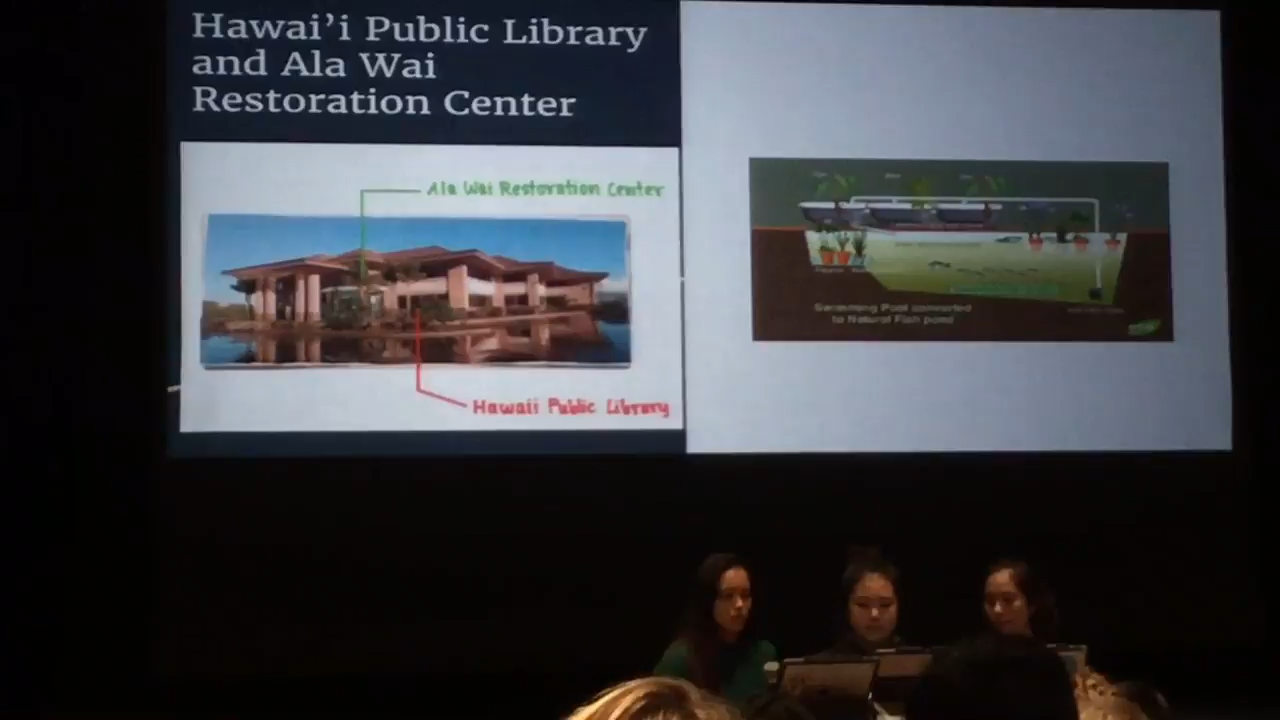 Hawai’i Public Library
and Ala Wai
Restoration Center
Ala Wai Restoration Center
Hawaii Public Library
Swimming Pool converted
to Natural Fish pond